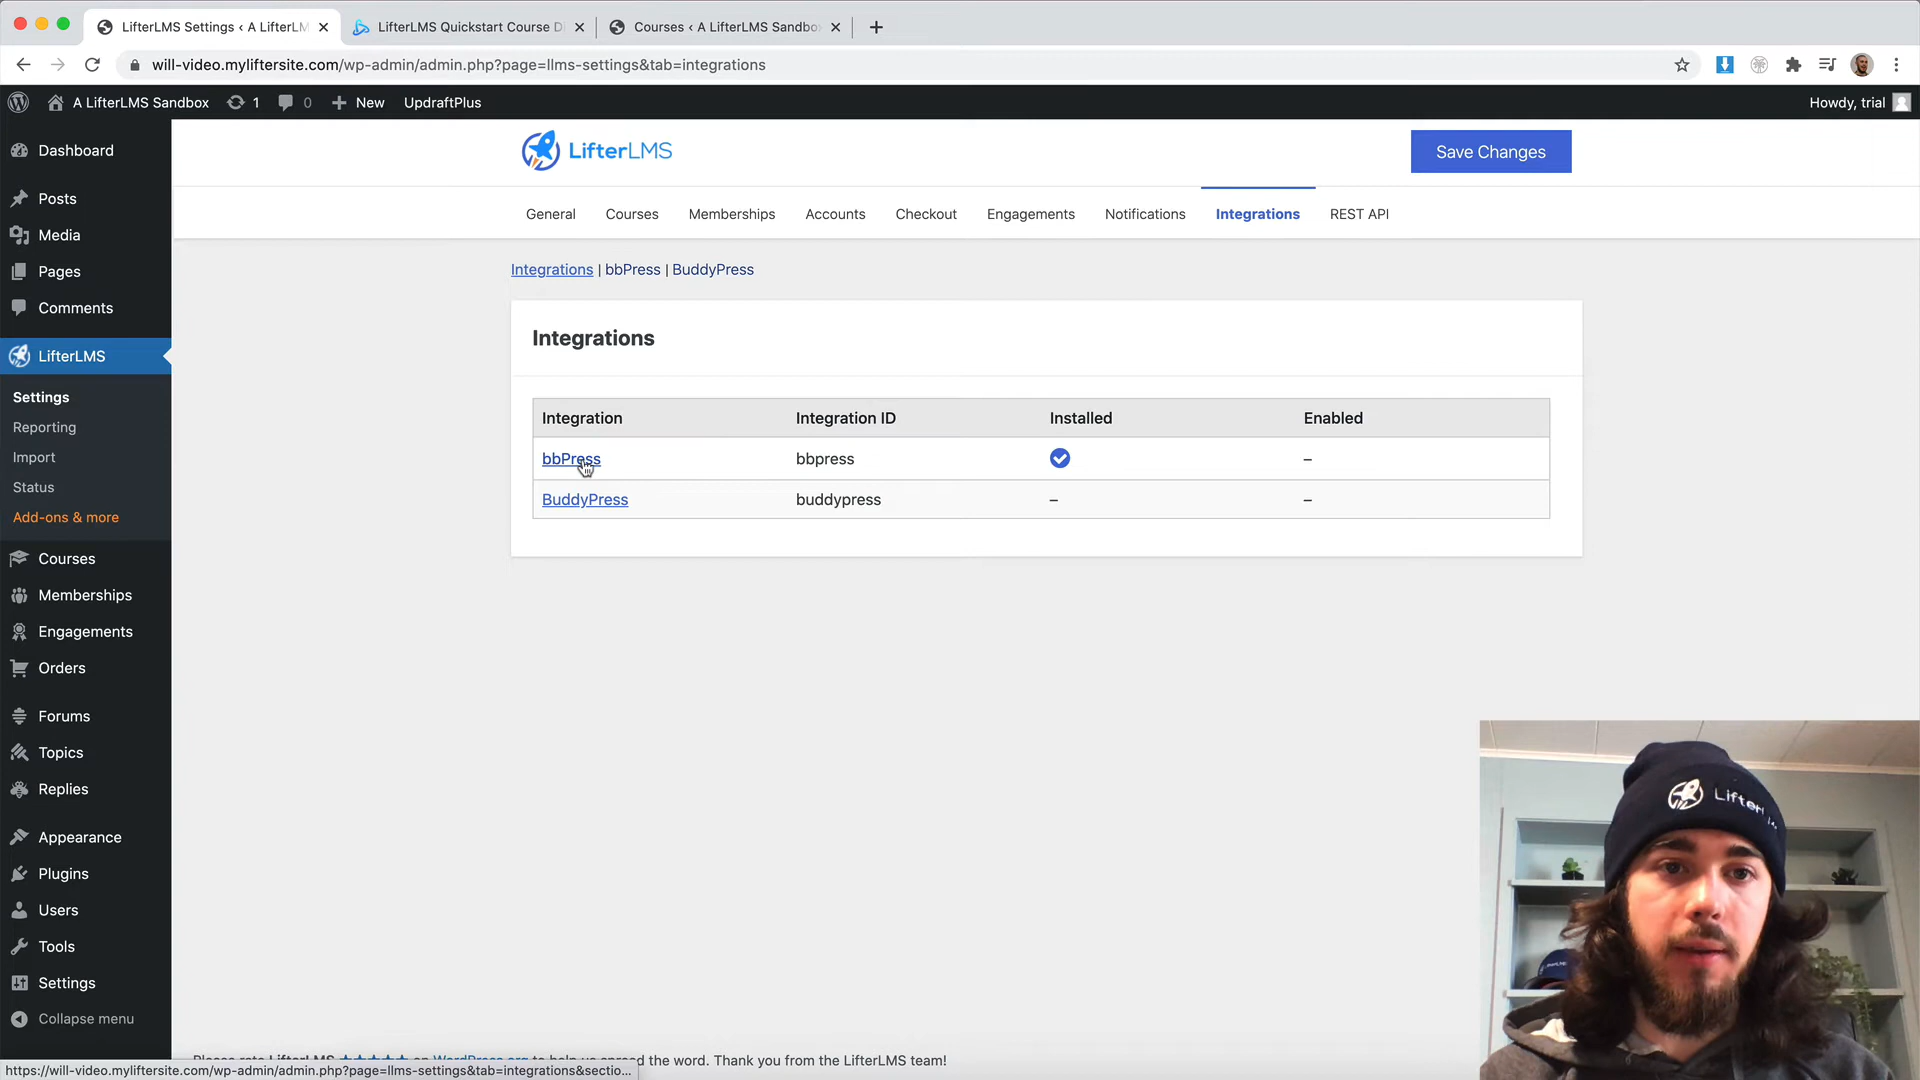 LifterLMS Settings ‹ A LifterLM
LifterLMS Quickstart Course D
Courses ‹ A LifterLMS Sandbo
will-video.myliftersite.com/wp-admin/admin.php?page=llms-settings&tab=integrations
A LifterLMS Sandbox 1 0 New UpdraftPlus Howdy, trial
LifterLMS
Save Changes
General Courses Memberships Accounts Checkout Engagements Notifications Integrations REST API
Dashboard
Posts
Media
Pages
Comments
LifterLMS
Settings
Reporting
Import
Status
Add-ons & more
Courses
Memberships
Engagements
Orders
Forums
Topics
Replies
Appearance
Plugins
Users
Tools
Settings
Collapse menu
Integrations | bbPress | BuddyPress
Integrations
Integration Integration ID Installed Enabled
bbPress bbpress –
BuddyPress buddypress – –
Please rate LifterLMS ★★★★★ on WordPress.org to help us spread the word. Thank you from the LifterLMS team!
https://will-video.myliftersite.com/wp-admin/admin.php?page=llms-settings&tab=integrations&sectio...